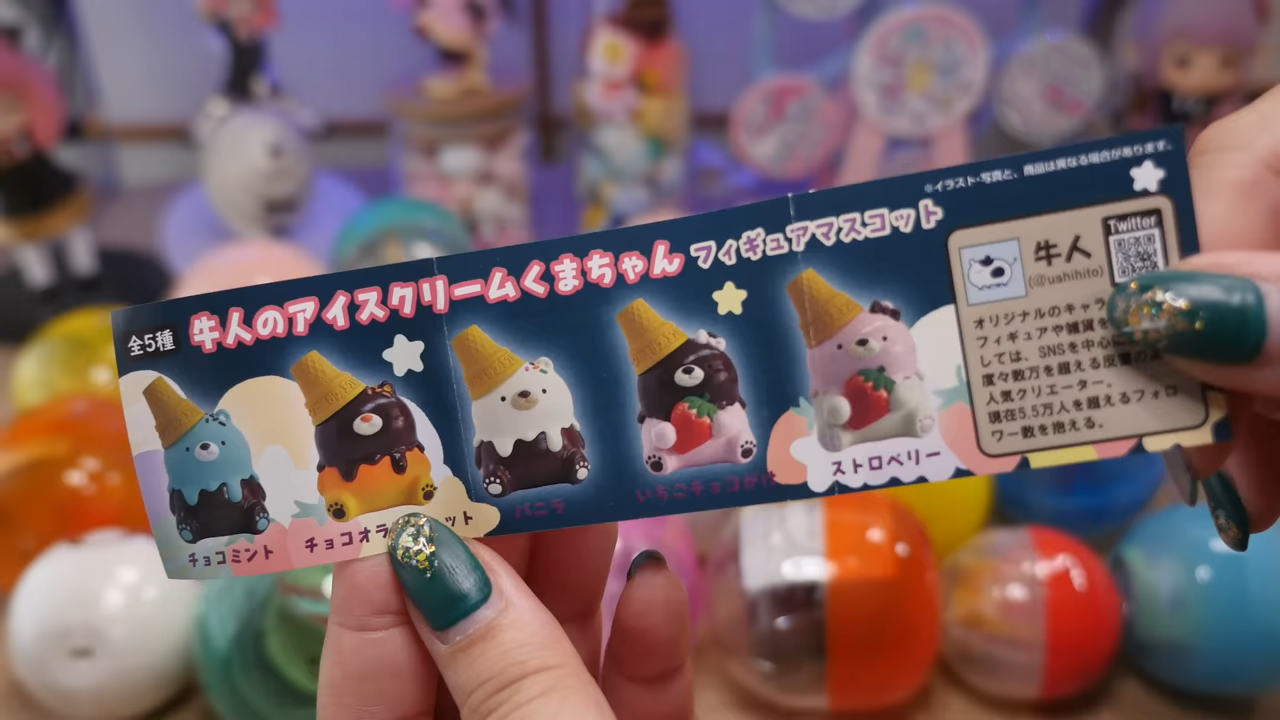 ※イラスト・写真と、商品は異なる場合があります。
全5種
牛人のアイスクリームくまちゃん
フィギュアマスコット
チョコミント
チョコオラ
ット
バニラ
いちごチョコがけ
ストロベリー
Twitter
牛人
(@ushihito)
オリジナルのキャラ
フィギュアや雑貨を
しては、SNSを中心に
度々数万を超える反響の
人気クリエーター。
現在5.5万人を超えるフォロ
ワー数を抱える。